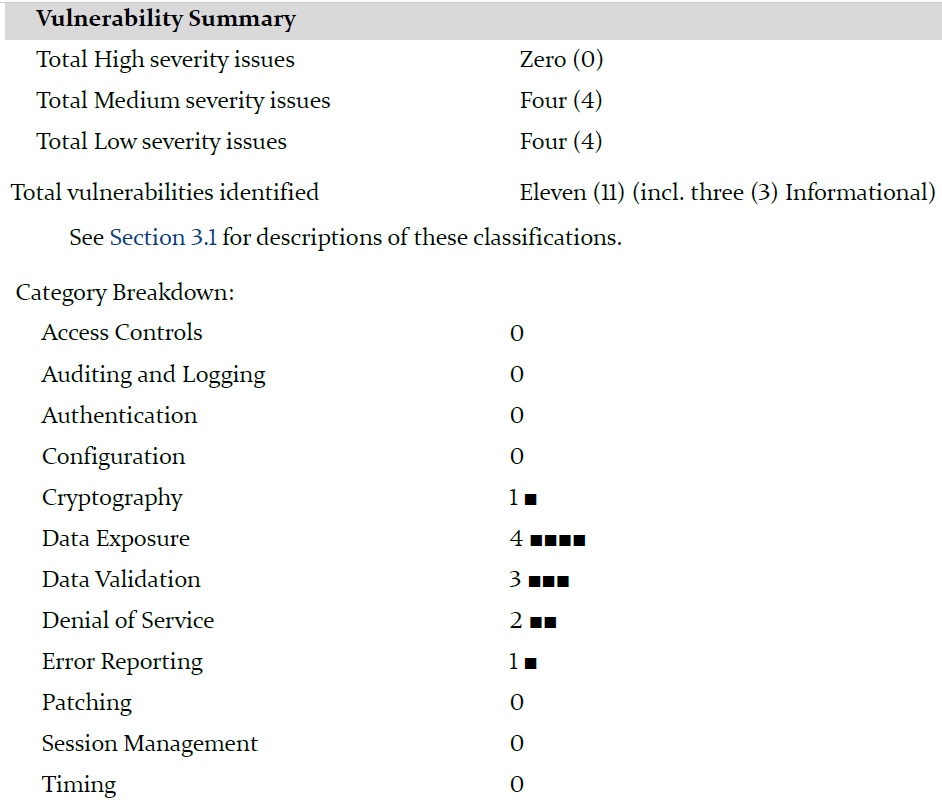 Vulnerability Summary
Total High severity issues Zero (0)
Total Medium severity issues Four (4)
Total Low severity issues Four (4)
Total vulnerabilities identified Eleven (11) (incl. three (3) Informational)
See Section 3.1 for descriptions of these classifications.
Category Breakdown:
Access Controls 0
Auditing and Logging 0
Authentication 0
Configuration 0
Cryptography 1 ■
Data Exposure 4 ■■■■
Data Validation 3 ■■■
Denial of Service 2 ■■
Error Reporting 1 ■
Patching 0
Session Management 0
Timing 0